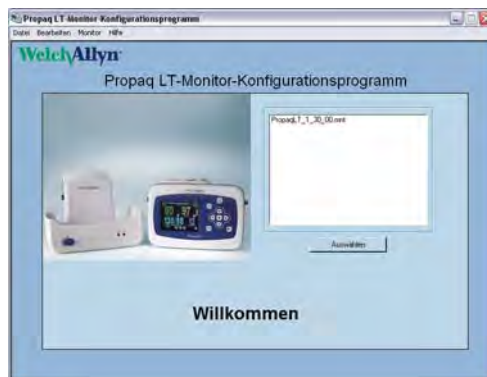 Propaq LT-Monitor-Konfigurationsprogramm
Datei Bearbeiten Monitor Hilfe
WelchAllyn
Propaq LT-Monitor-Konfigurationsprogramm
PropaqLT_1_30_00.mnt
Auswählen
Willkommen